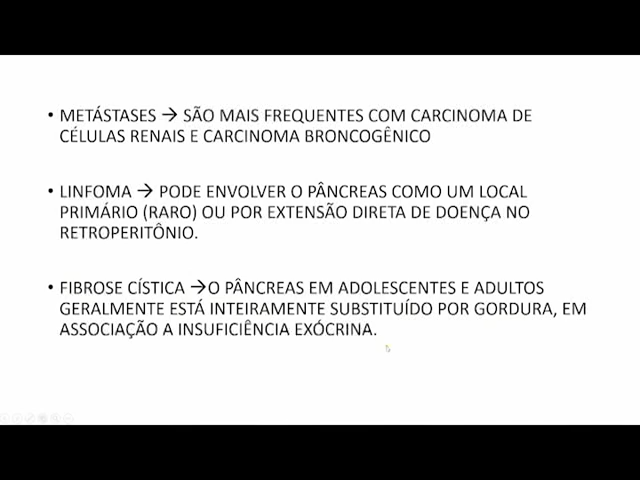 • METÁSTASES → SÃO MAIS FREQUENTES COM CARCINOMA DE
CÉLULAS RENAIS E CARCINOMA BRONCOGÊNICO
• LINFOMA → PODE ENVOLVER O PÂNCREAS COMO UM LOCAL
PRIMÁRIO (RARO) OU POR EXTENSÃO DIRETA DE DOENÇA NO
RETROPERITÔNIO.
• FIBROSE CÍSTICA →O PÂNCREAS EM ADOLESCENTES E ADULTOS
GERALMENTE ESTÁ INTEIRAMENTE SUBSTITUÍDO POR GORDURA, EM
ASSOCIAÇÃO A INSUFICIÊNCIA EXÓCRINA.